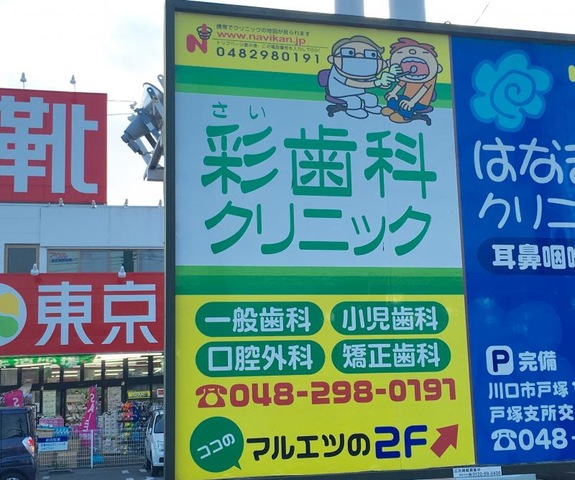 携帯でクリニックの地図が見られます
www.navikan.jp
0482980191
さい
彩歯科
クリニック
一般歯科
小児歯科
口腔外科
矯正歯科
☎048-298-0191
ココの
マルエツの2F
はなま
クリニ
耳鼻咽喉
P 完備
川口市戸塚
戸塚支所交
☎048-
靴
東京
SALE